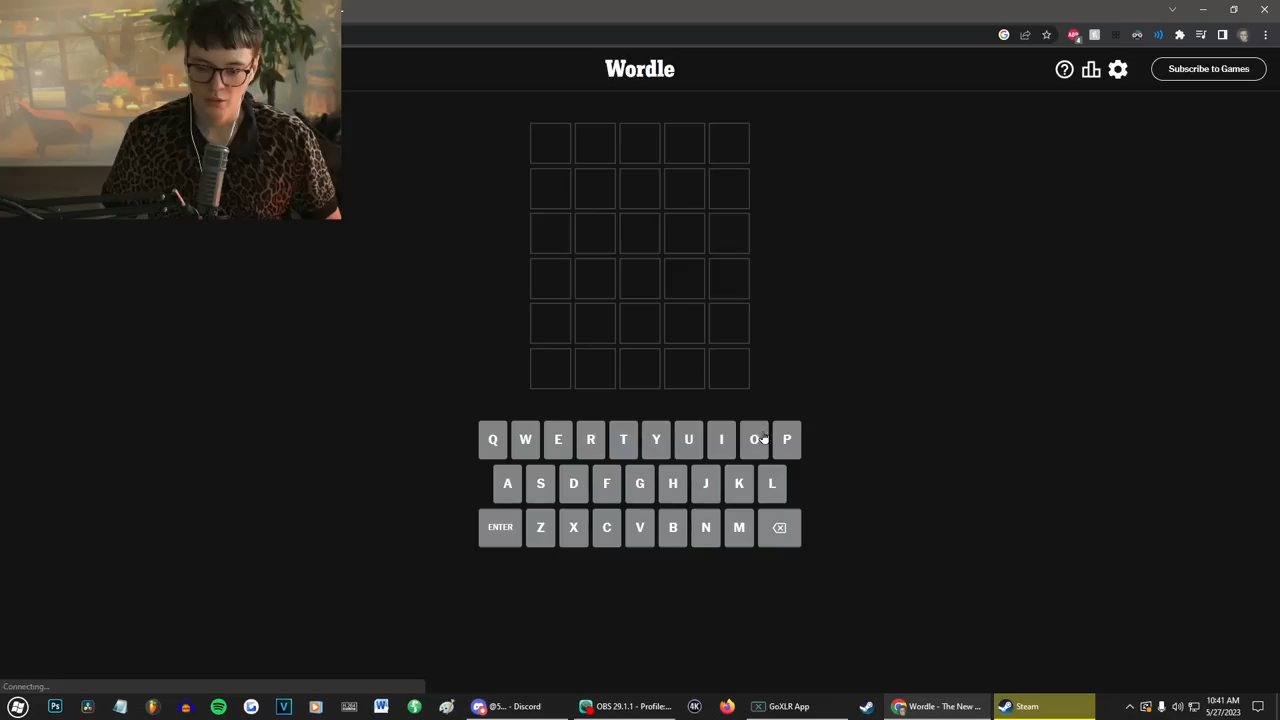 Wordle
Subscribe to Games
Q W E R T Y U I O P
A S D F G H J K L
ENTER Z X C V B N M
Connecting...
@5... - Discord
OBS 29.1.1 - Profile:...
GoXLR App
Wordle - The New ...
Steam
10:41 AM
5/27/2023